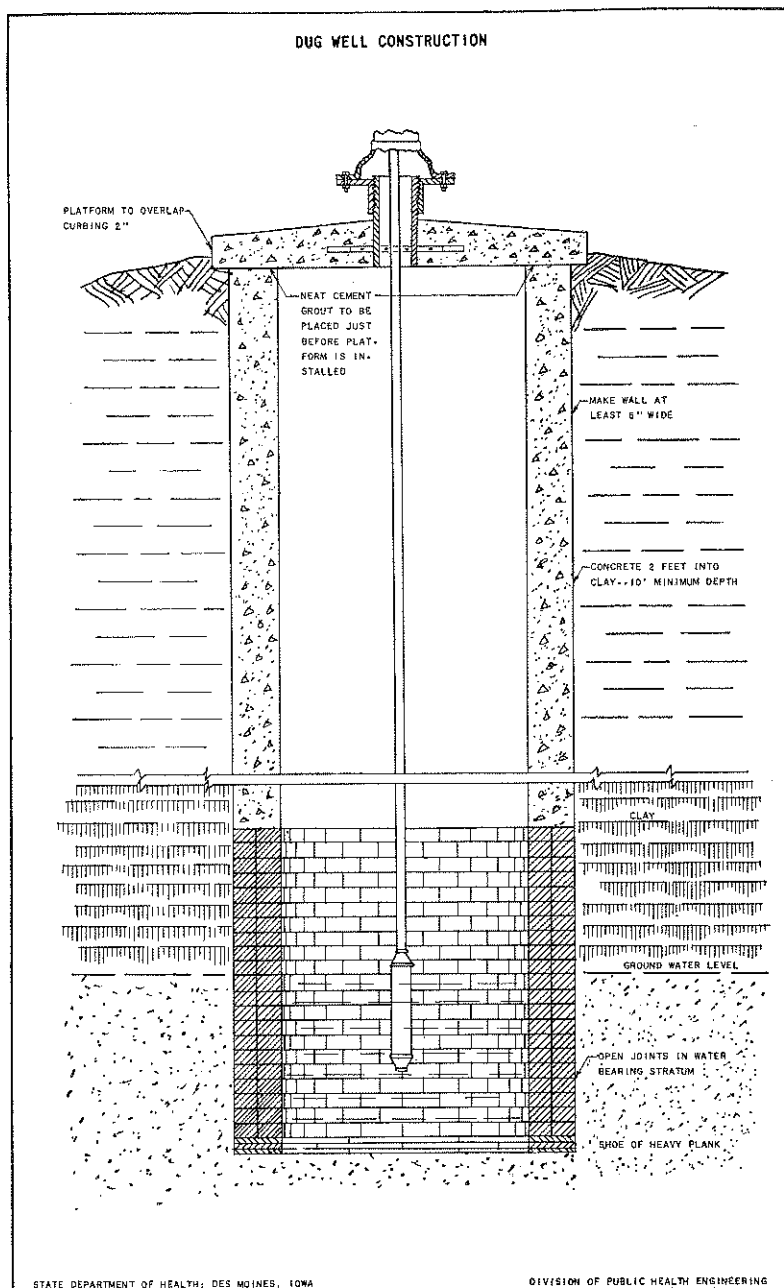 DUG WELL CONSTRUCTION
PLATFORM TO OVERLAP
CURBING 2"
NEAT CEMENT
GROUT TO BE
PLACED JUST
BEFORE PLAT-
FORM IS IN-
STALLED
MAKE WALL AT
LEAST 6" WIDE
CONCRETE 2 FEET INTO
CLAY--10' MINIMUM DEPTH
CLAY
GROUND WATER LEVEL
OPEN JOINTS IN WATER
BEARING STRATUM
SHOE OF HEAVY PLANK
STATE DEPARTMENT OF HEALTH; DES MOINES, IOWA
DIVISION OF PUBLIC HEALTH ENGINEERING